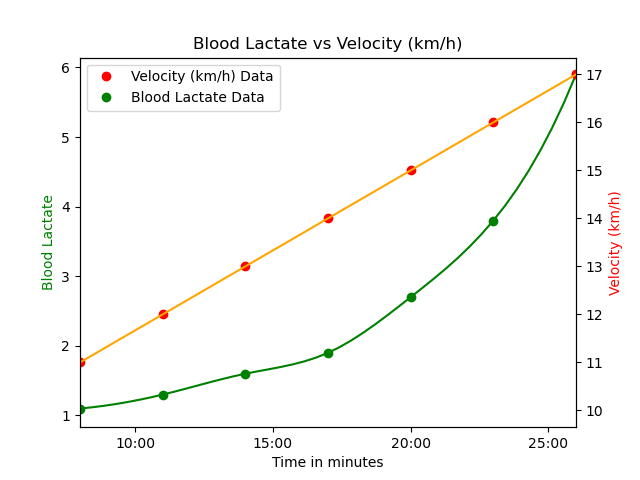 Blood Lactate vs Velocity (km/h)
Velocity (km/h) Data
Blood Lactate Data
Blood Lactate
6
5
4
3
2
1
17
16
15
14
13
12
11
10
Velocity (km/h)
10:00 15:00 20:00 25:00
Time in minutes